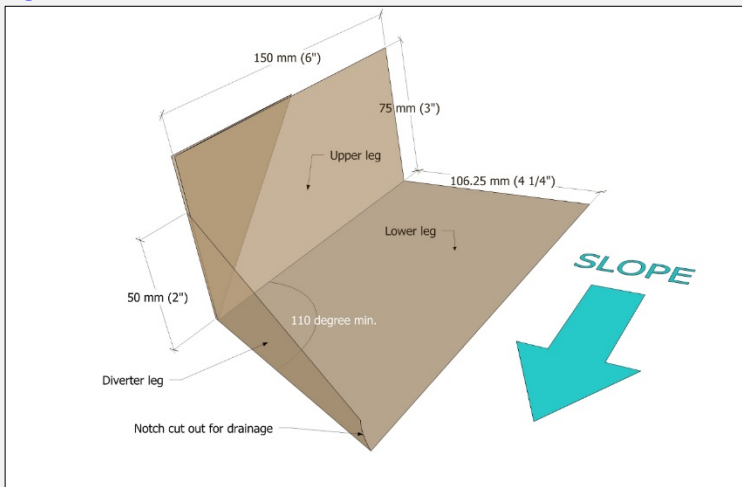 150 mm (6")
75 mm (3")
Upper leg
106.25 mm (4 1/4")
Lower leg
SLOPE
50 mm (2")
110 degree min.
Diverter leg
Notch cut out for drainage